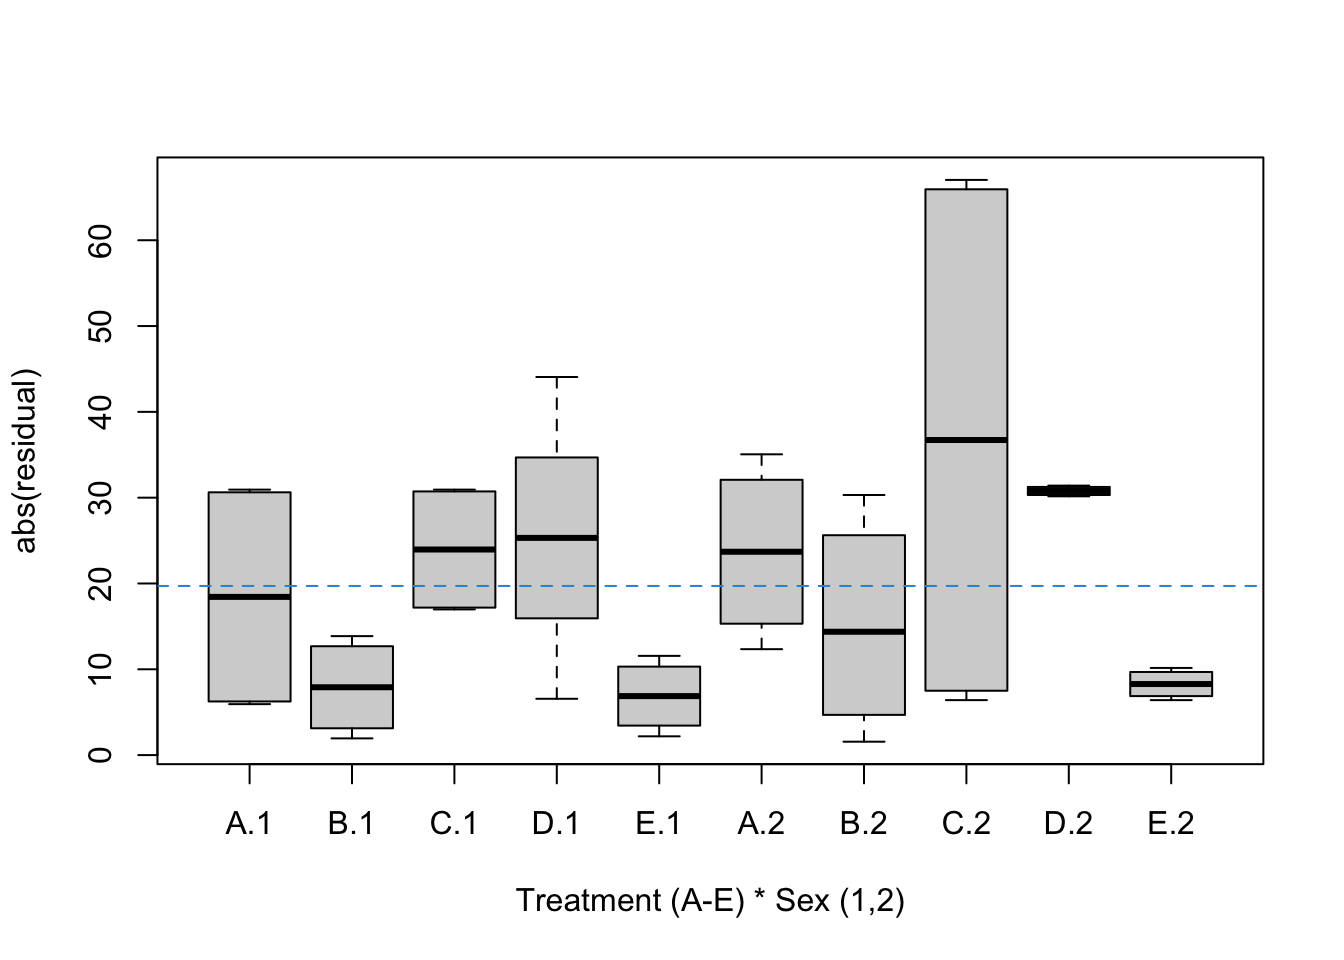 abs(residual)
60
50
40
30
20
10
0
A.1 B.1 C.1 D.1 E.1 A.2 B.2 C.2 D.2 E.2
Treatment (A-E) * Sex (1,2)